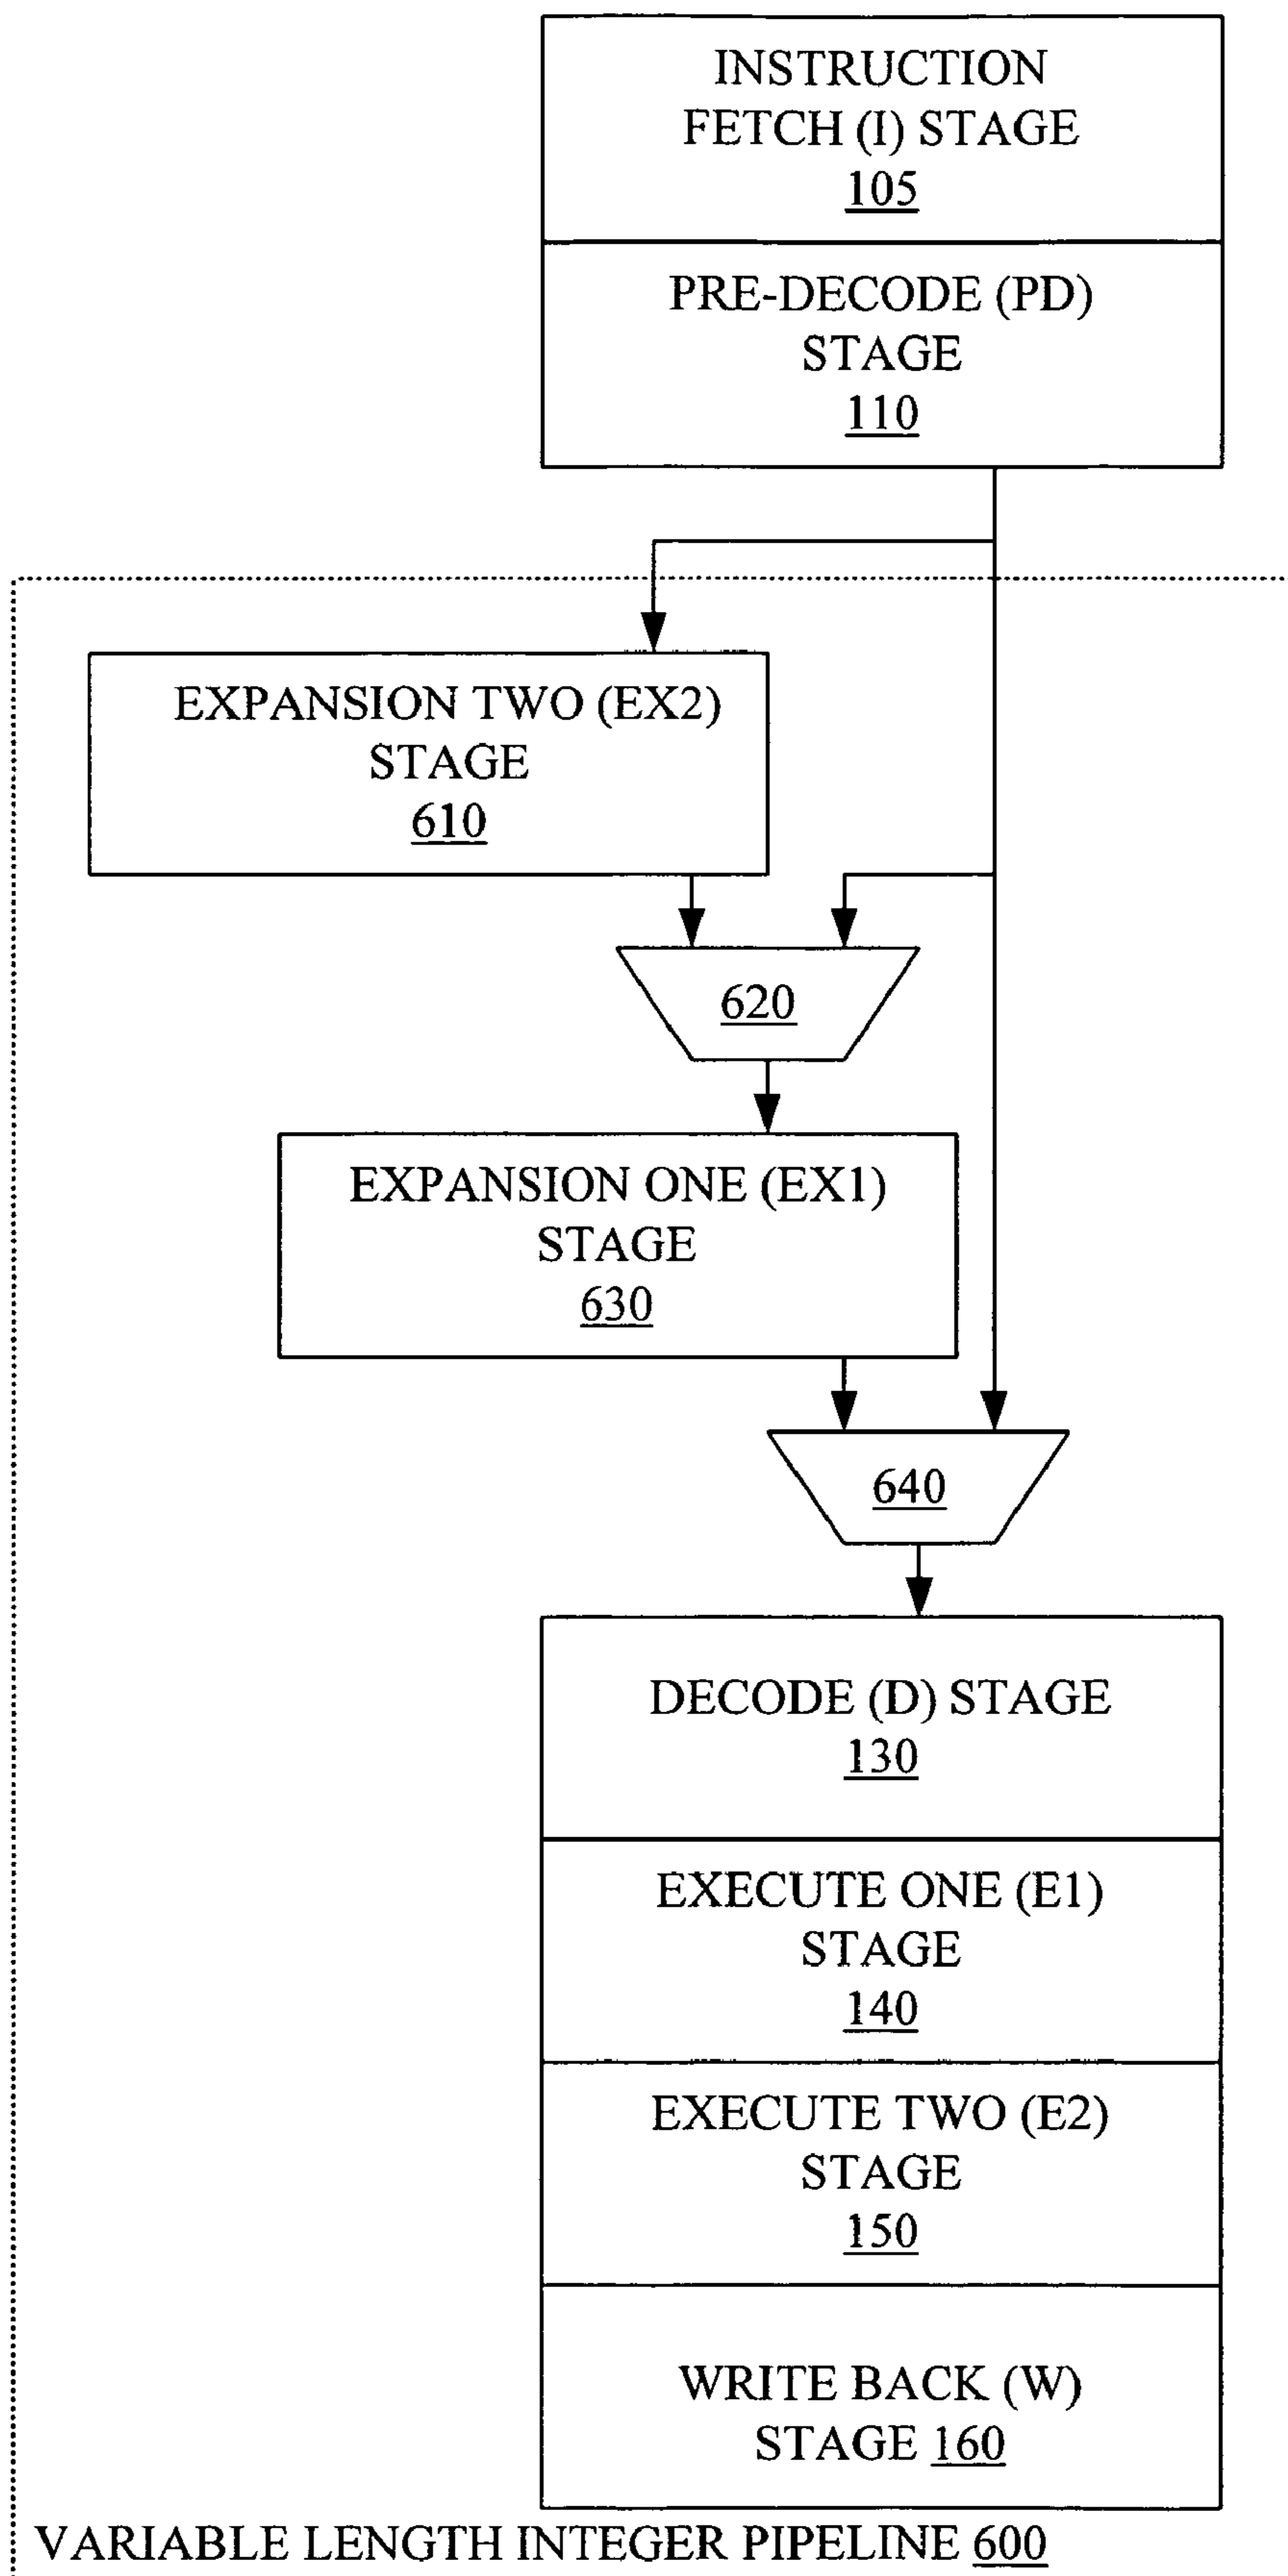 INSTRUCTION
FETCH (I) STAGE
105
PRE-DECODE (PD)
STAGE
110
EXPANSION TWO (EX2)
STAGE
610
620
EXPANSION ONE (EX1)
STAGE
630
640
DECODE (D) STAGE
130
EXECUTE ONE (E1)
STAGE
140
EXECUTE TWO (E2)
STAGE
150
WRITE BACK (W)
STAGE 160
VARIABLE LENGTH INTEGER PIPELINE 600